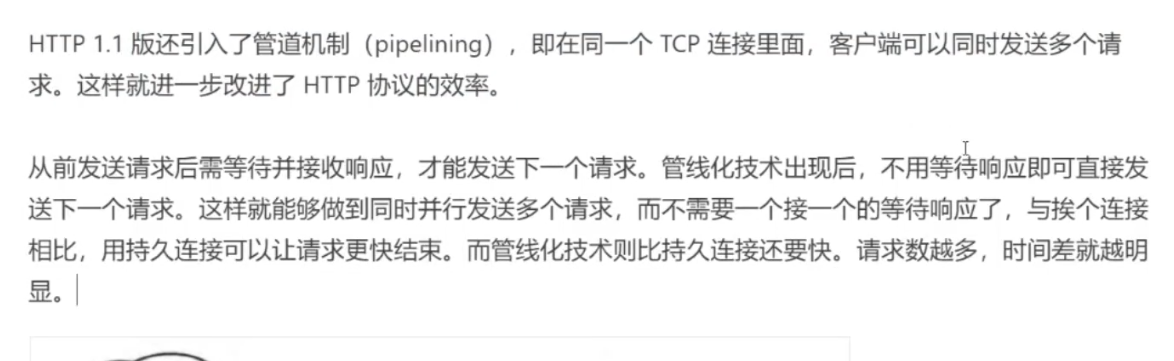 HTTP 1.1 版还引入了管道机制（pipelining），即在同一个 TCP 连接里面，客户端可以同时发送多个请
求。这样就进一步改进了 HTTP 协议的效率。
从前发送请求后需等待并接收响应，才能发送下一个请求。管线化技术出现后，不用等待响应即可直接发
送下一个请求。这样就能够做到同时并行发送多个请求，而不需要一个接一个的等待响应了，与挨个连接
相比，用持久连接可以让请求更快结束。而管线化技术则比持久连接还要快。请求数越多，时间差就越明
显。